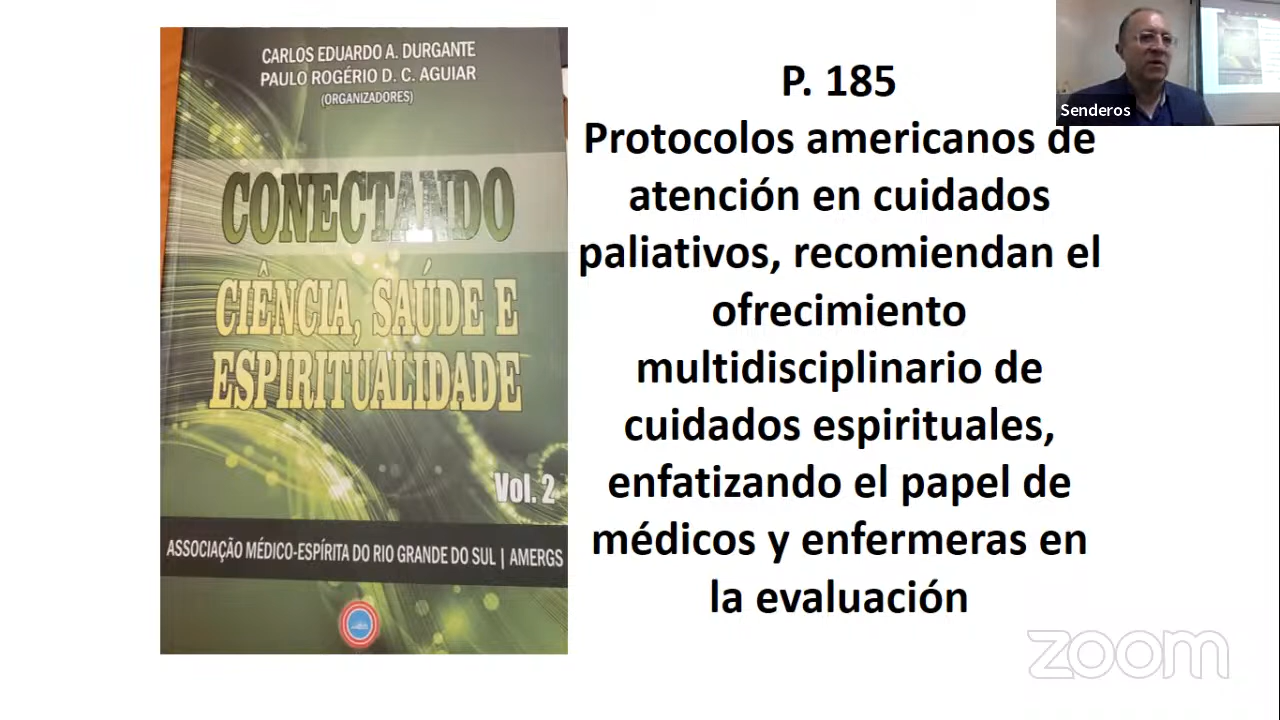 CARLOS EDUARDO A. DURGANTE
PAULO ROGÉRIO D. C. AGUIAR
(ORGANIZADORES)
CONECTANDO
CIÊNCIA, SAÚDE E
ESPIRITUALIDADE
Vol. 2
ASSOCIAÇÃO MÉDICO-ESPÍRITA DO RIO GRANDE DO SUL | AMERGS
P. 185
Protocolos americanos de
atención en cuidados
paliativos, recomiendan el
ofrecimiento
multidisciplinario de
cuidados espirituales,
enfatizando el papel de
médicos y enfermeras en
la evaluación
Senderos
zoom